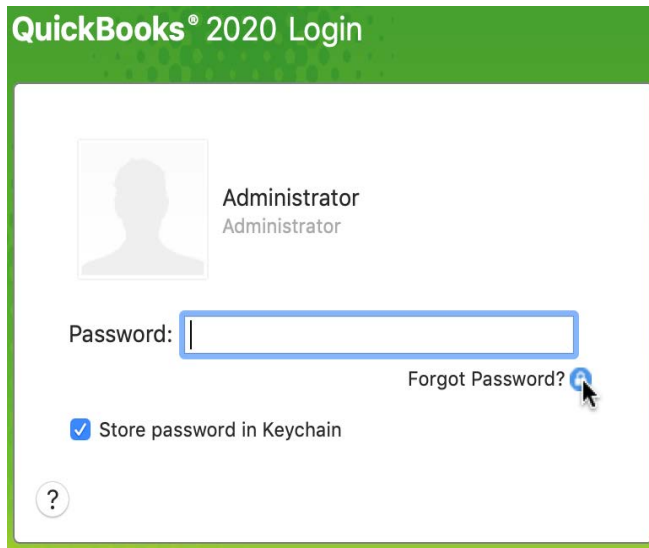 QuickBooks® 2020 Login
Administrator
Administrator
Password:
Forgot Password?
Store password in Keychain
?